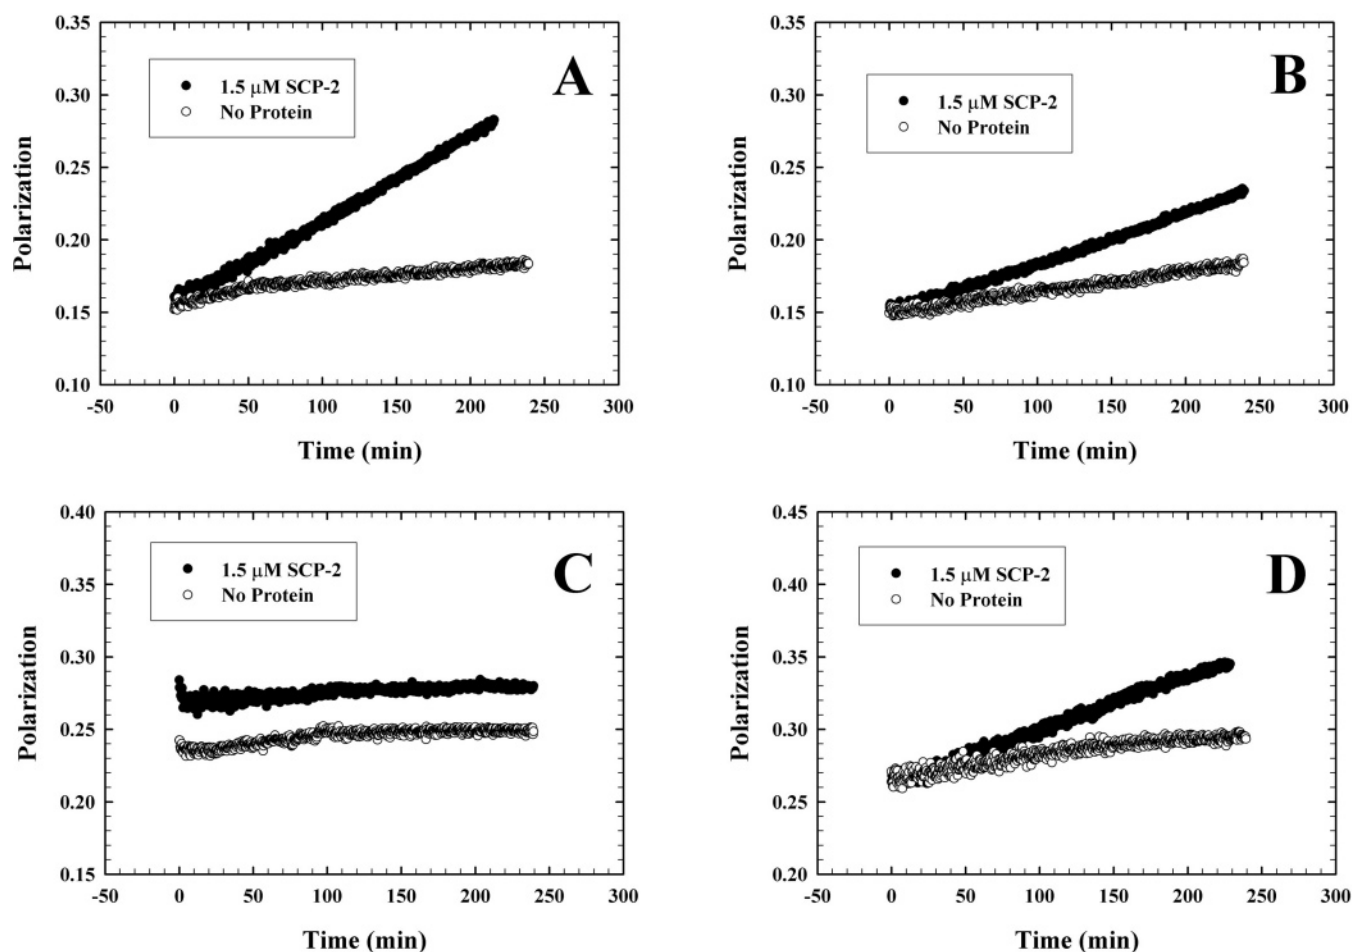 A
0.35
0.30
0.25
0.20
0.15
0.10
Polarization
1.5 μM SCP-2
No Protein
-50 0 50 100 150 200 250 300
Time (min)
B
0.35
0.30
0.25
0.20
0.15
0.10
Polarization
1.5 μM SCP-2
No Protein
-50 0 50 100 150 200 250 300
Time (min)
C
0.40
0.35
0.30
0.25
0.20
0.15
Polarization
1.5 μM SCP-2
No Protein
-50 0 50 100 150 200 250 300
Time (min)
D
0.45
0.40
0.35
0.30
0.25
0.20
Polarization
1.5 μM SCP-2
No Protein
-50 0 50 100 150 200 250 300
Time (min)